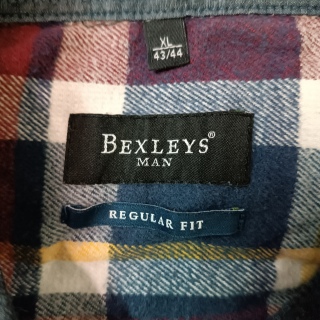 XL
43/44
BEXLEYS®
MAN
REGULAR FIT